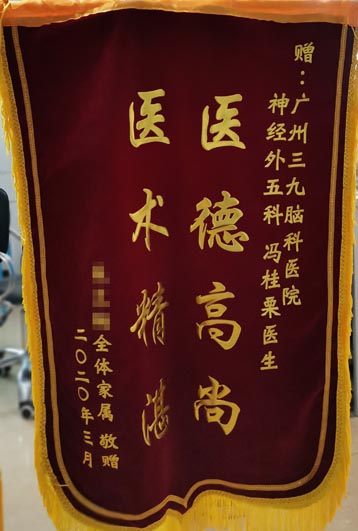 赠：广州三九脑科医院
神经外五科 冯桂栗医生
医德高尚
医术精湛
全体家属 敬赠
二〇二〇年三月